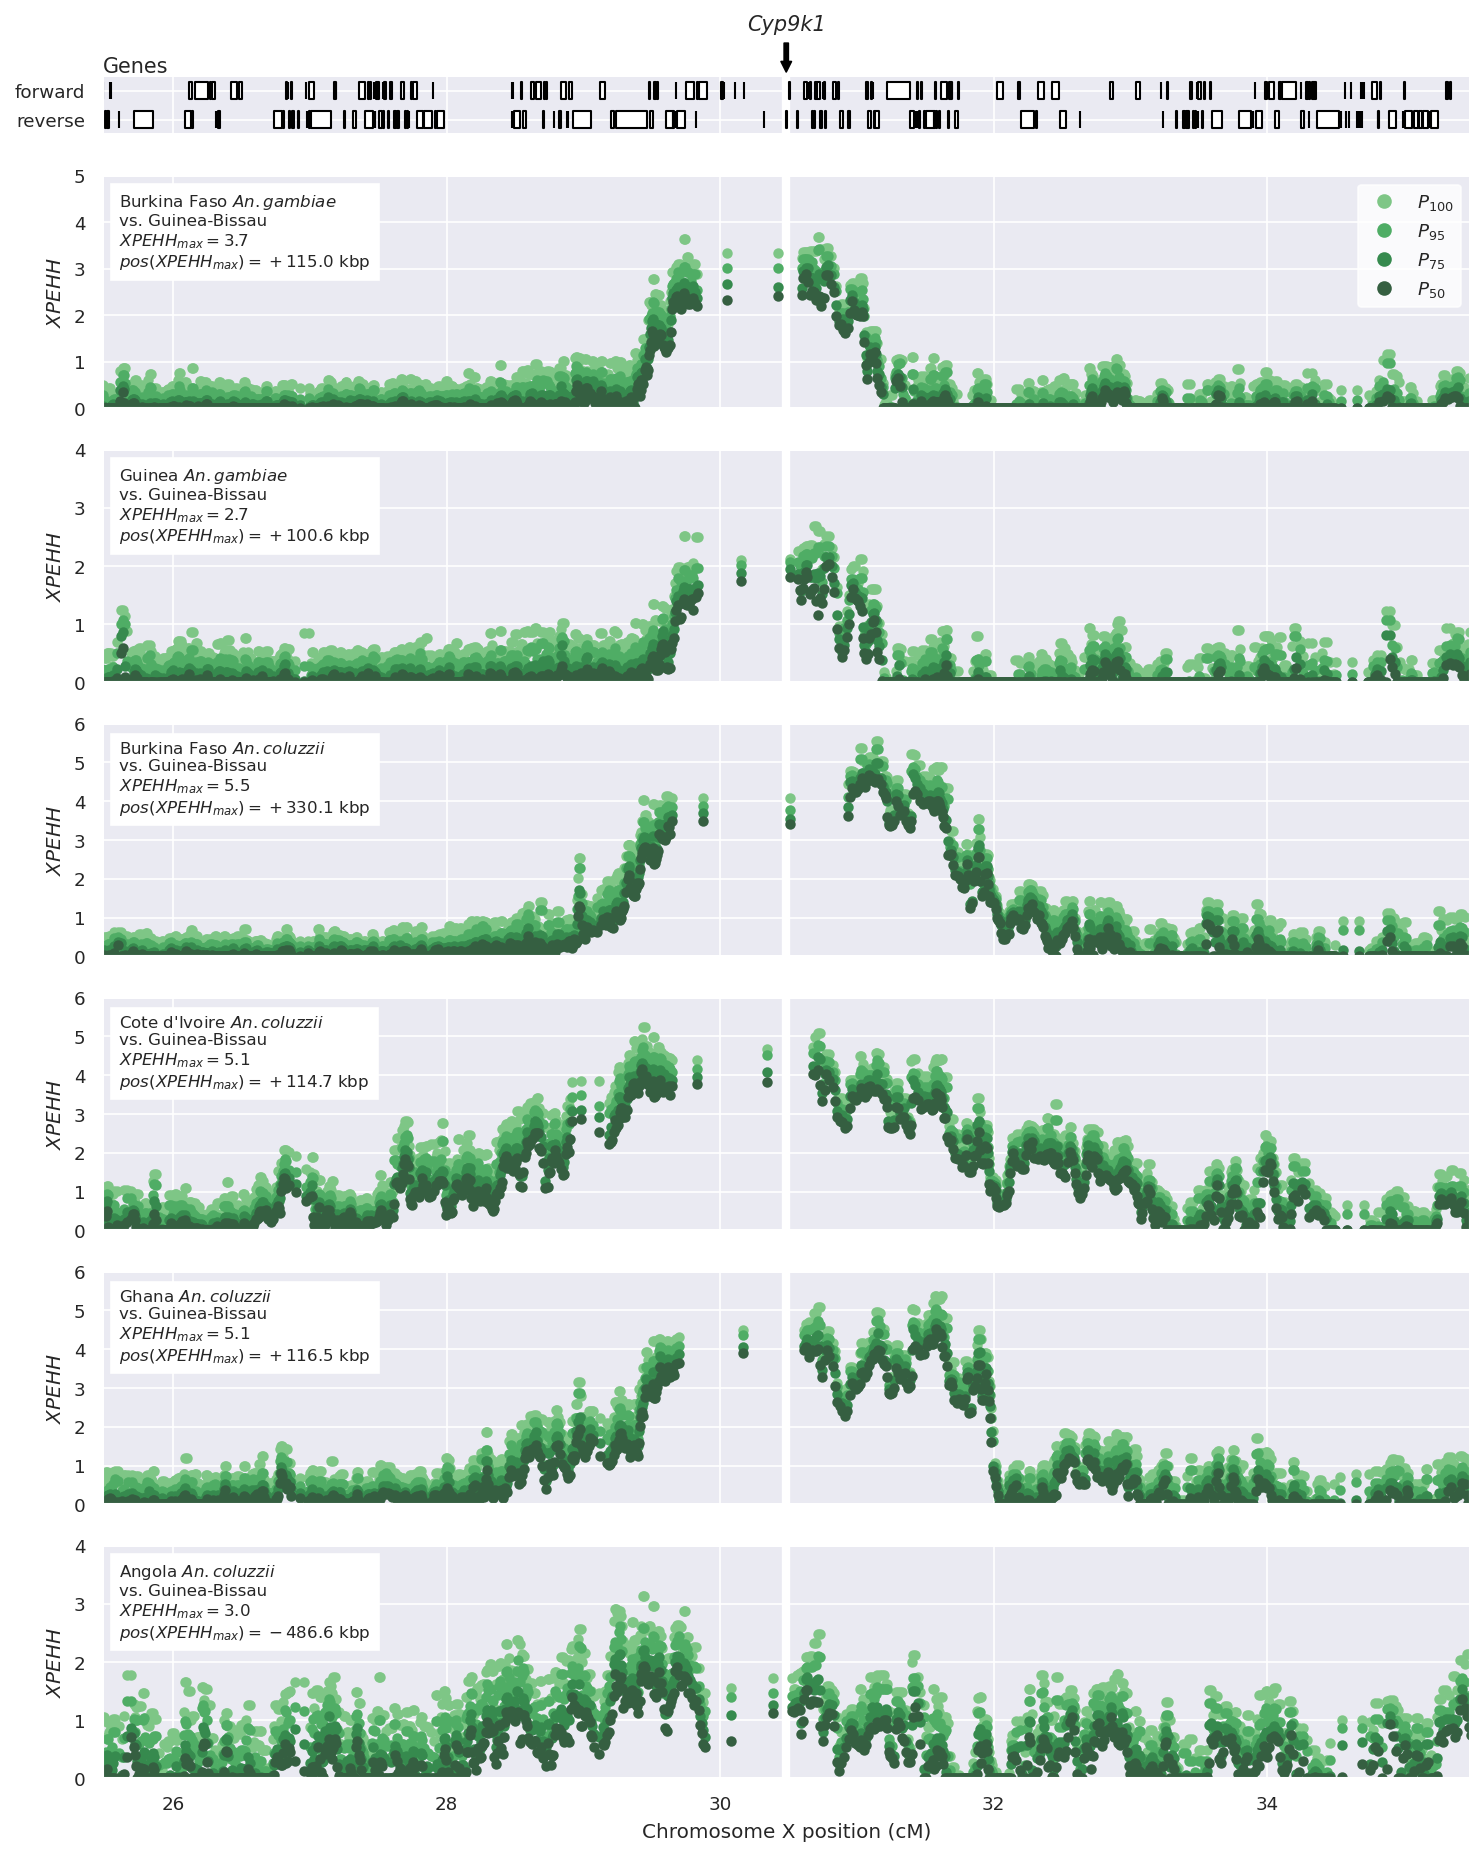 Cyp9k1
Genes
forward
reverse
5
4
3
2
1
0
XPEHH
Burkina Faso An. gambiae
vs. Guinea-Bissau
XPEHHmax = 3.7
pos(XPEHHmax) = +115.0 kbp
P100
P95
P75
P50
4
3
2
1
0
XPEHH
Guinea An. gambiae
vs. Guinea-Bissau
XPEHHmax = 2.7
pos(XPEHHmax) = +100.6 kbp
6
5
4
3
2
1
0
XPEHH
Burkina Faso An. coluzzii
vs. Guinea-Bissau
XPEHHmax = 5.5
pos(XPEHHmax) = +330.1 kbp
6
5
4
3
2
1
0
XPEHH
Cote d'Ivoire An. coluzzii
vs. Guinea-Bissau
XPEHHmax = 5.1
pos(XPEHHmax) = +114.7 kbp
6
5
4
3
2
1
0
XPEHH
Ghana An. coluzzii
vs. Guinea-Bissau
XPEHHmax = 5.1
pos(XPEHHmax) = +116.5 kbp
4
3
2
1
0
XPEHH
Angola An. coluzzii
vs. Guinea-Bissau
XPEHHmax = 3.0
pos(XPEHHmax) = −486.6 kbp
26 28 30 32 34
Chromosome X position (cM)